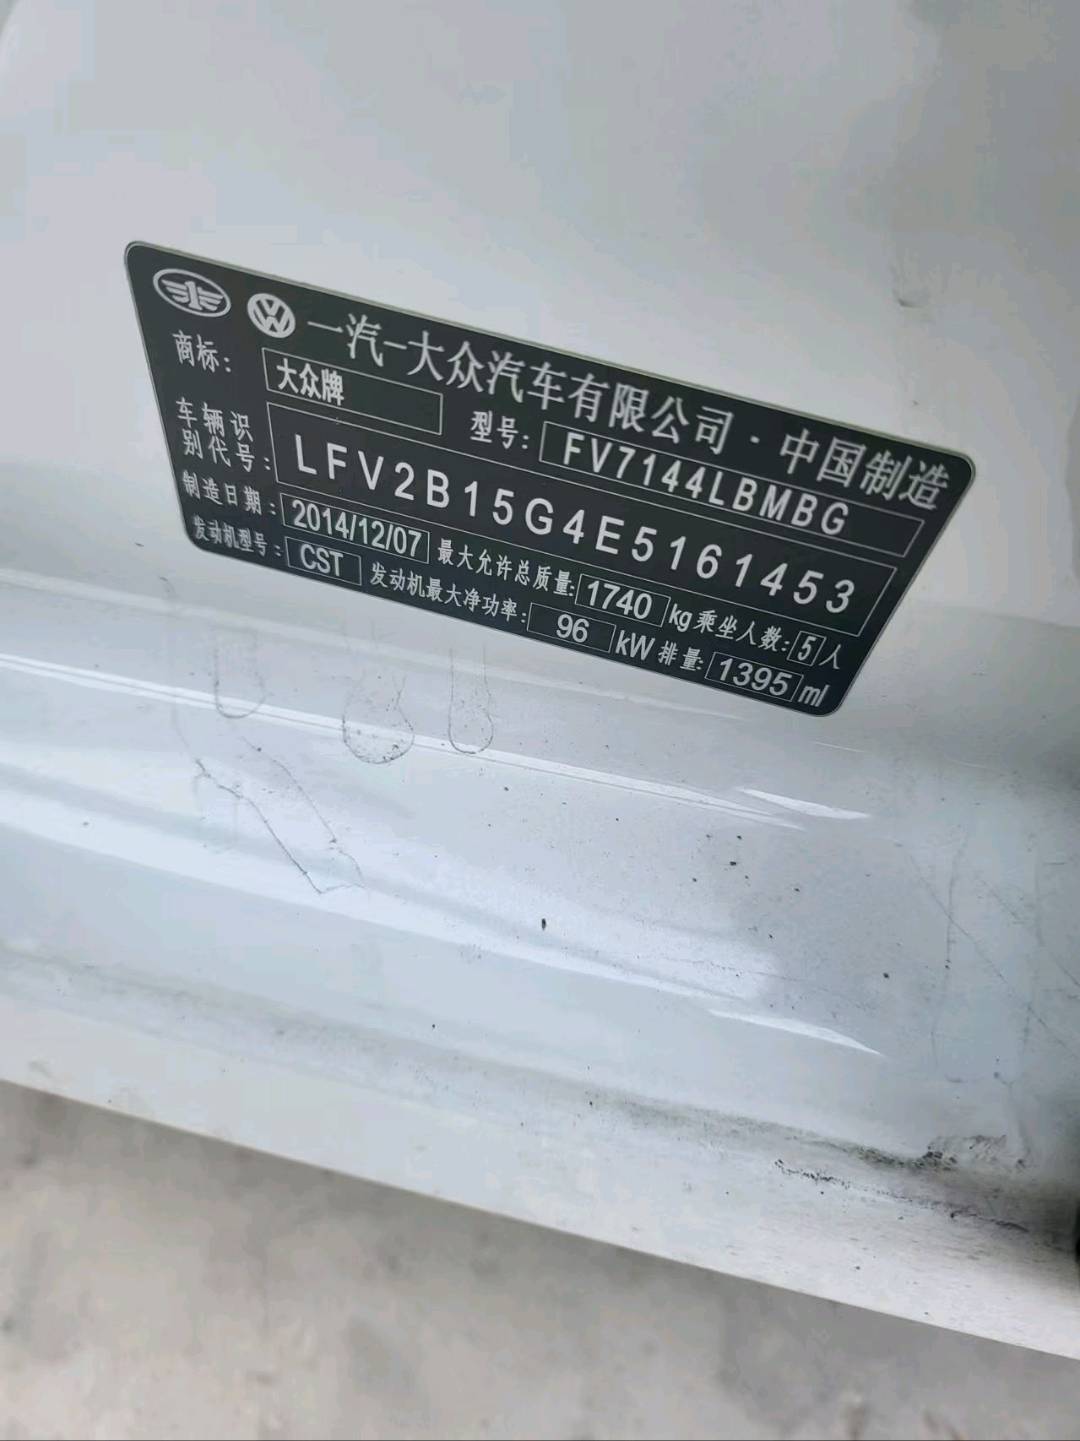 一汽-大众汽车有限公司·中国制造
商标: 大众牌 型号: FV7144LBMBG
车辆识别代号: LFV2B15G4E5161453
制造日期: 2014/12/07 最大允许总质量: 1740 kg 乘坐人数: 5 人
发动机型号: CST 发动机最大净功率: 96 kW 排量: 1395 ml